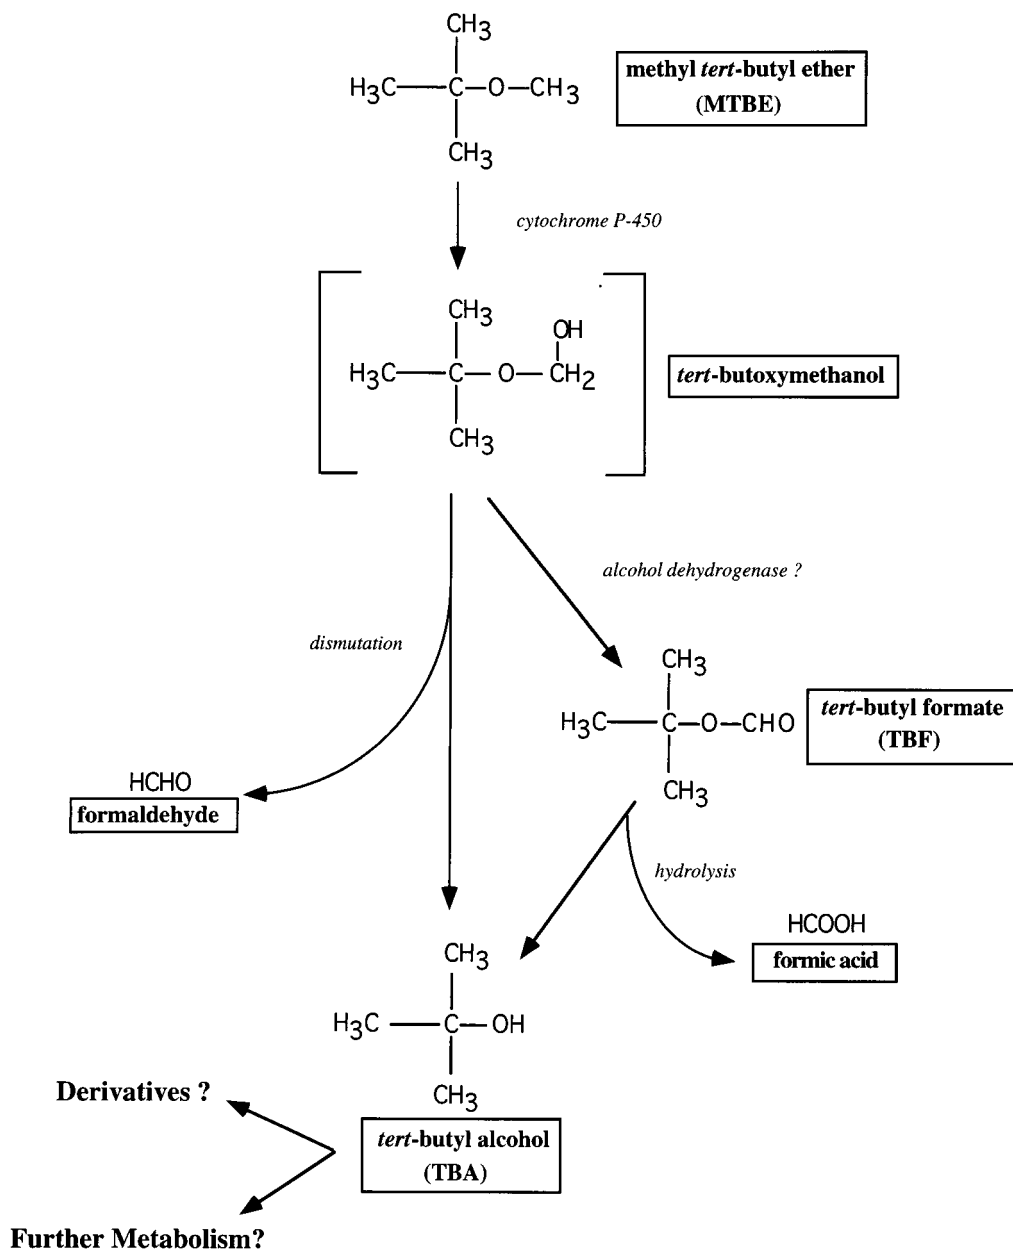 CH3
H3C—C—O—CH3
CH3
methyl tert-butyl ether
(MTBE)
cytochrome P-450
CH3
OH
H3C—C—O—CH2
CH3
tert-butoxymethanol
alcohol dehydrogenase ?
dismutation
CH3
H3C—C—O—CHO
CH3
tert-butyl formate
(TBF)
HCHO
formaldehyde
hydrolysis
HCOOH
formic acid
CH3
H3C—C—OH
CH3
tert-butyl alcohol
(TBA)
Derivatives ?
Further Metabolism?